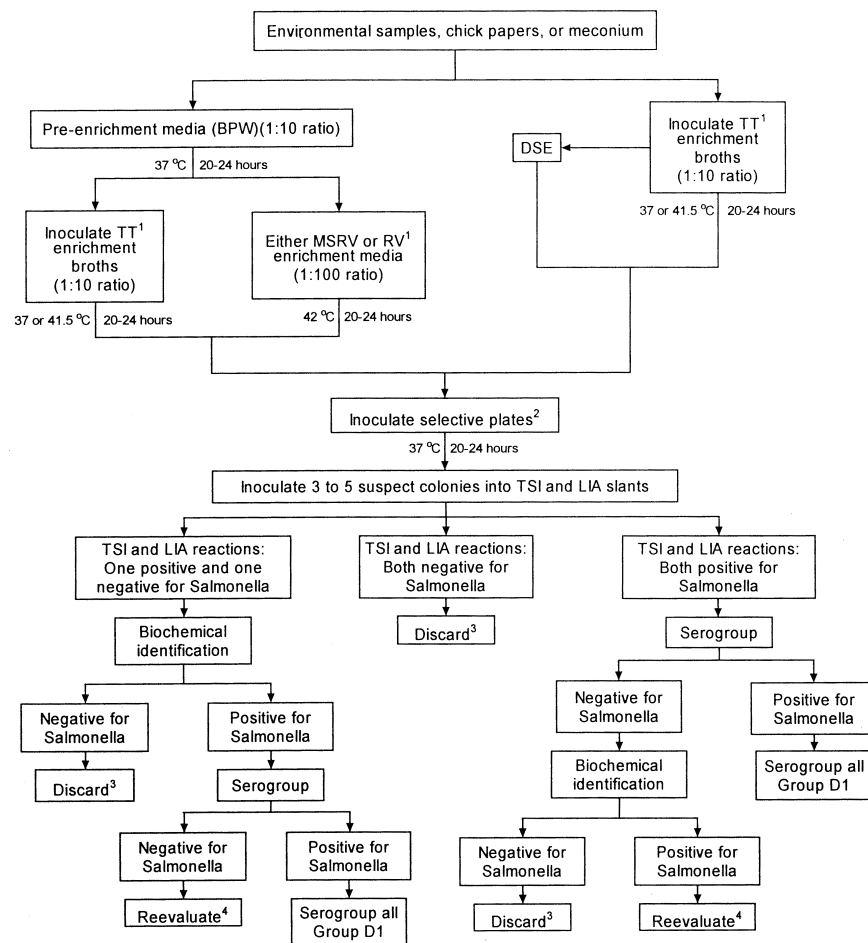 Environmental samples, chick papers, or meconium
Pre-enrichment media (BPW)(1:10 ratio)
37 °C
20-24 hours
DSE
Inoculate TT¹
enrichment
broths
(1:10 ratio)
37 or 41.5 °C
20-24 hours
Inoculate TT¹
enrichment
broths
(1:10 ratio)
37 or 41.5 °C
20-24 hours
Either MSRV or RV¹
enrichment media
(1:100 ratio)
42 °C
20-24 hours
Inoculate selective plates²
37 °C
20-24 hours
Inoculate 3 to 5 suspect colonies into TSI and LIA slants
TSI and LIA reactions:
One positive and one
negative for Salmonella
TSI and LIA reactions:
Both negative for
Salmonella
TSI and LIA reactions:
Both positive for
Salmonella
Biochemical
identification
Discard³
Serogroup
Negative for
Salmonella
Positive for
Salmonella
Negative for
Salmonella
Positive for
Salmonella
Discard³
Serogroup
Biochemical
identification
Serogroup all
Group D1
Negative for
Salmonella
Positive for
Salmonella
Negative for
Salmonella
Positive for
Salmonella
Reevaluate⁴
Serogroup all
Group D1
Discard³
Reevaluate⁴